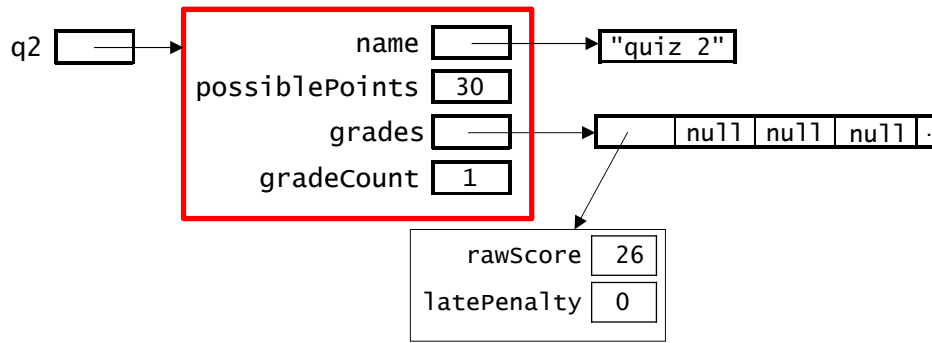 q2 name "quiz 2"
possiblePoints 30
grades null null null ..
gradeCount 1
rawScore 26
latePenalty 0